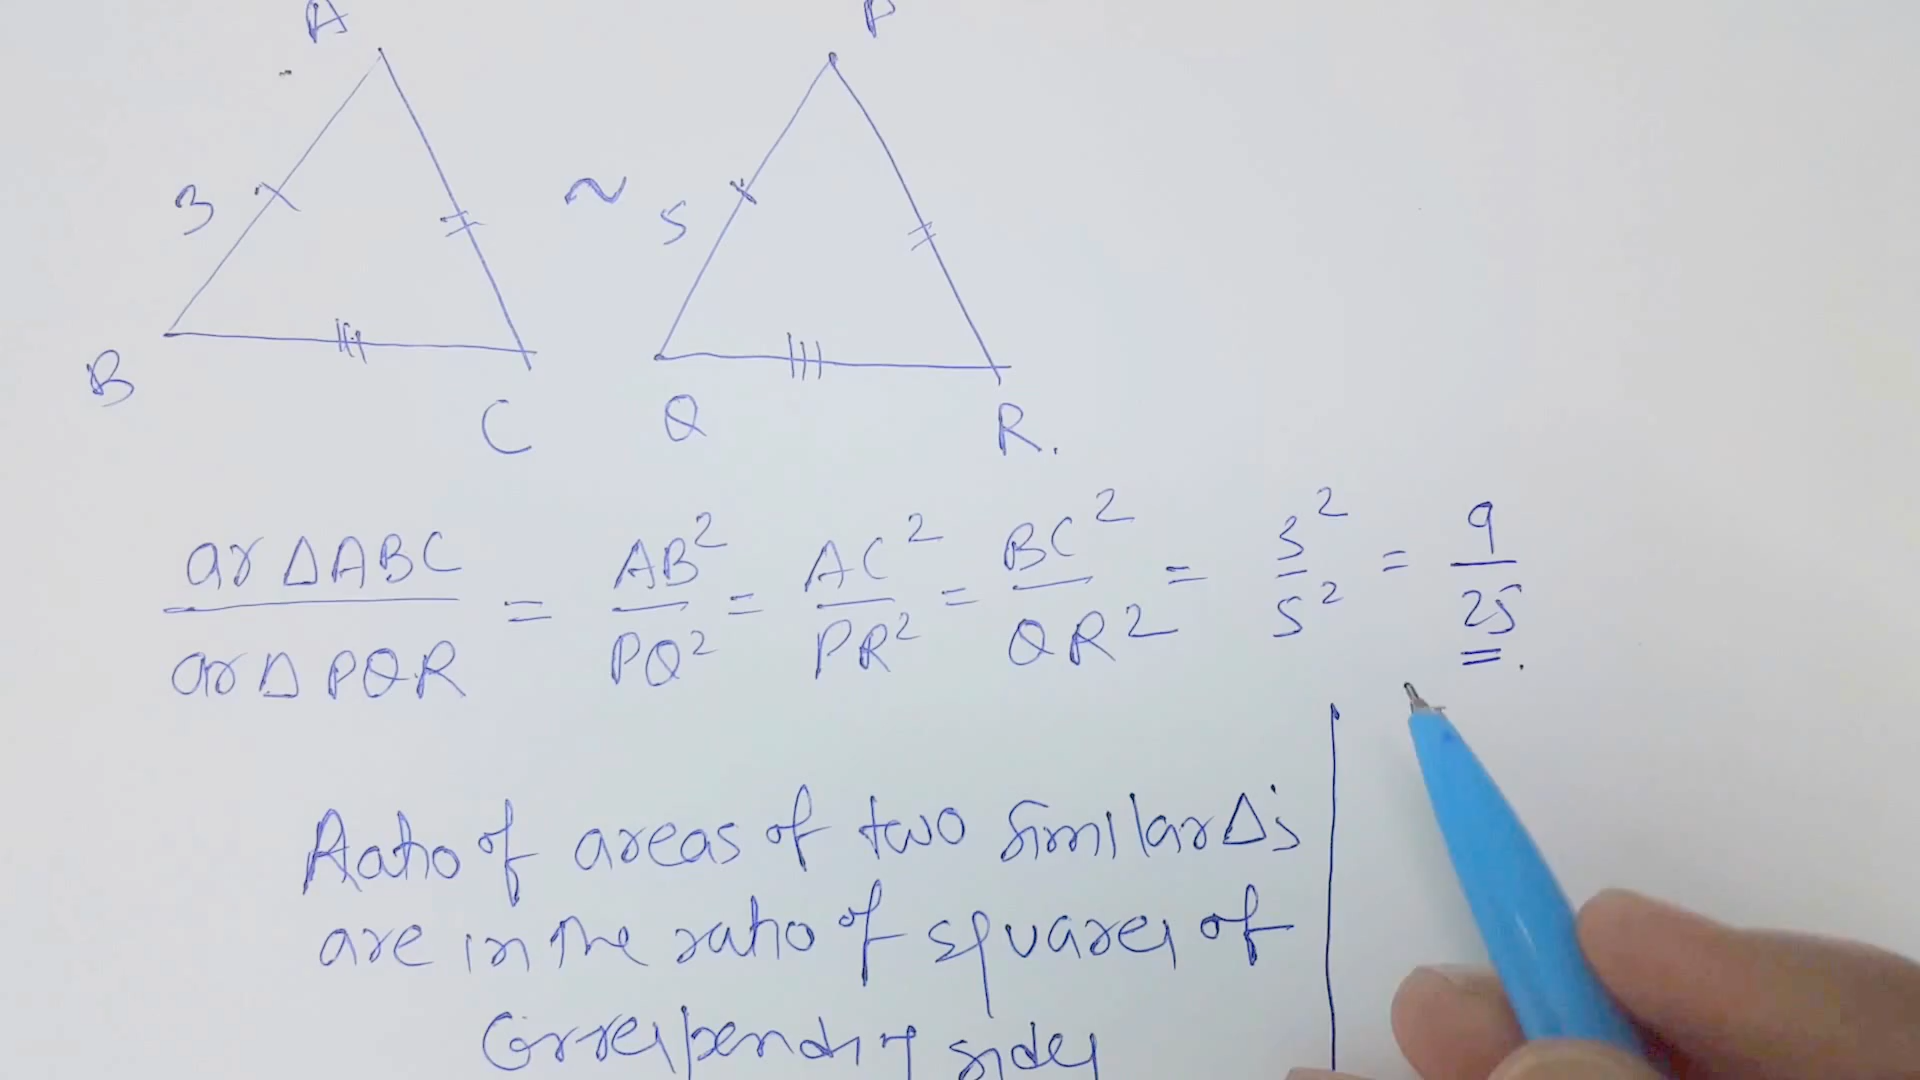 A P
3 ~ 5
B C Q R.
ar ΔABC / ar Δ PQR = AB² / PQ² = AC² / PR² = BC² / QR² = 3² / 5² = 9 / 25.
Ratio of areas of two similar Δs
are in the ratio of squares of
Corresponding sides